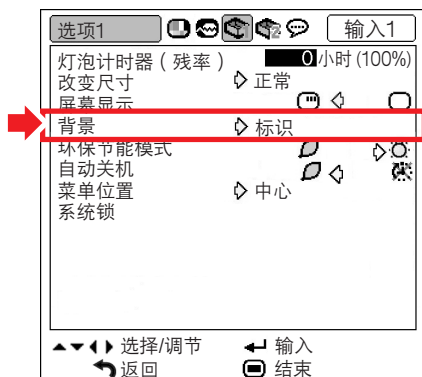 选项1 输入1
灯泡计时器（残率） 0小时(100%)
改变尺寸 正常
屏幕显示
背景 标识
环保节能模式
自动关机
菜单位置 中心
系统锁
选择/调节 输入
返回 结束